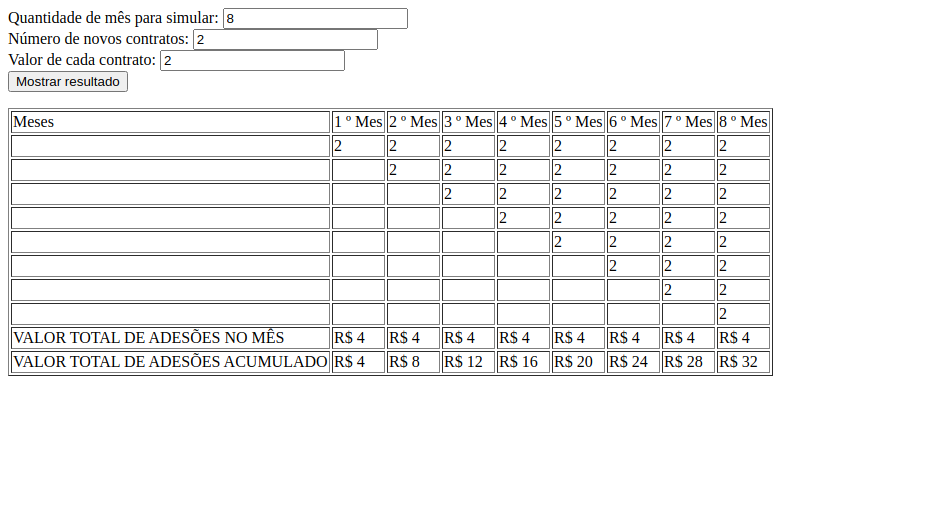 Quantidade de mês para simular: 8
Número de novos contratos: 2
Valor de cada contrato: 2
Mostrar resultado
Meses 1 º Mes 2 º Mes 3 º Mes 4 º Mes 5 º Mes 6 º Mes 7 º Mes 8 º Mes
2 2 2 2 2 2 2 2
2 2 2 2 2 2 2
2 2 2 2 2 2
2 2 2 2 2
2 2 2 2
2 2 2
2 2
2
VALOR TOTAL DE ADESÕES NO MÊS R$ 4 R$ 4 R$ 4 R$ 4 R$ 4 R$ 4 R$ 4 R$ 4
VALOR TOTAL DE ADESÕES ACUMULADO R$ 4 R$ 8 R$ 12 R$ 16 R$ 20 R$ 24 R$ 28 R$ 32